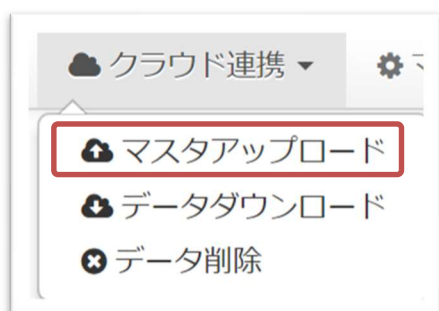 クラウド連携
マスタアップロード
データダウンロード
データ削除